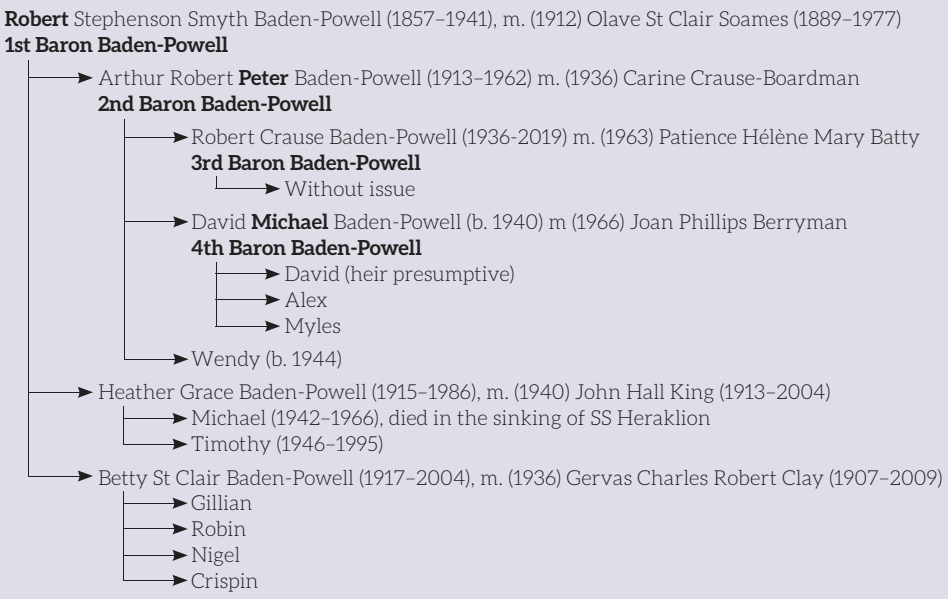 Robert Stephenson Smyth Baden-Powell (1857–1941), m. (1912) Olave St Clair Soames (1889–1977)
1st Baron Baden-Powell
Arthur Robert Peter Baden-Powell (1913–1962) m. (1936) Carine Crause-Boardman
2nd Baron Baden-Powell
Robert Crause Baden-Powell (1936-2019) m. (1963) Patience Hélène Mary Batty
3rd Baron Baden-Powell
Without issue
David Michael Baden-Powell (b. 1940) m (1966) Joan Phillips Berryman
4th Baron Baden-Powell
David (heir presumptive)
Alex
Myles
Wendy (b. 1944)
Heather Grace Baden-Powell (1915–1986), m. (1940) John Hall King (1913–2004)
Michael (1942–1966), died in the sinking of SS Heraklion
Timothy (1946–1995)
Betty St Clair Baden-Powell (1917–2004), m. (1936) Gervas Charles Robert Clay (1907–2009)
Gillian
Robin
Nigel
Crispin